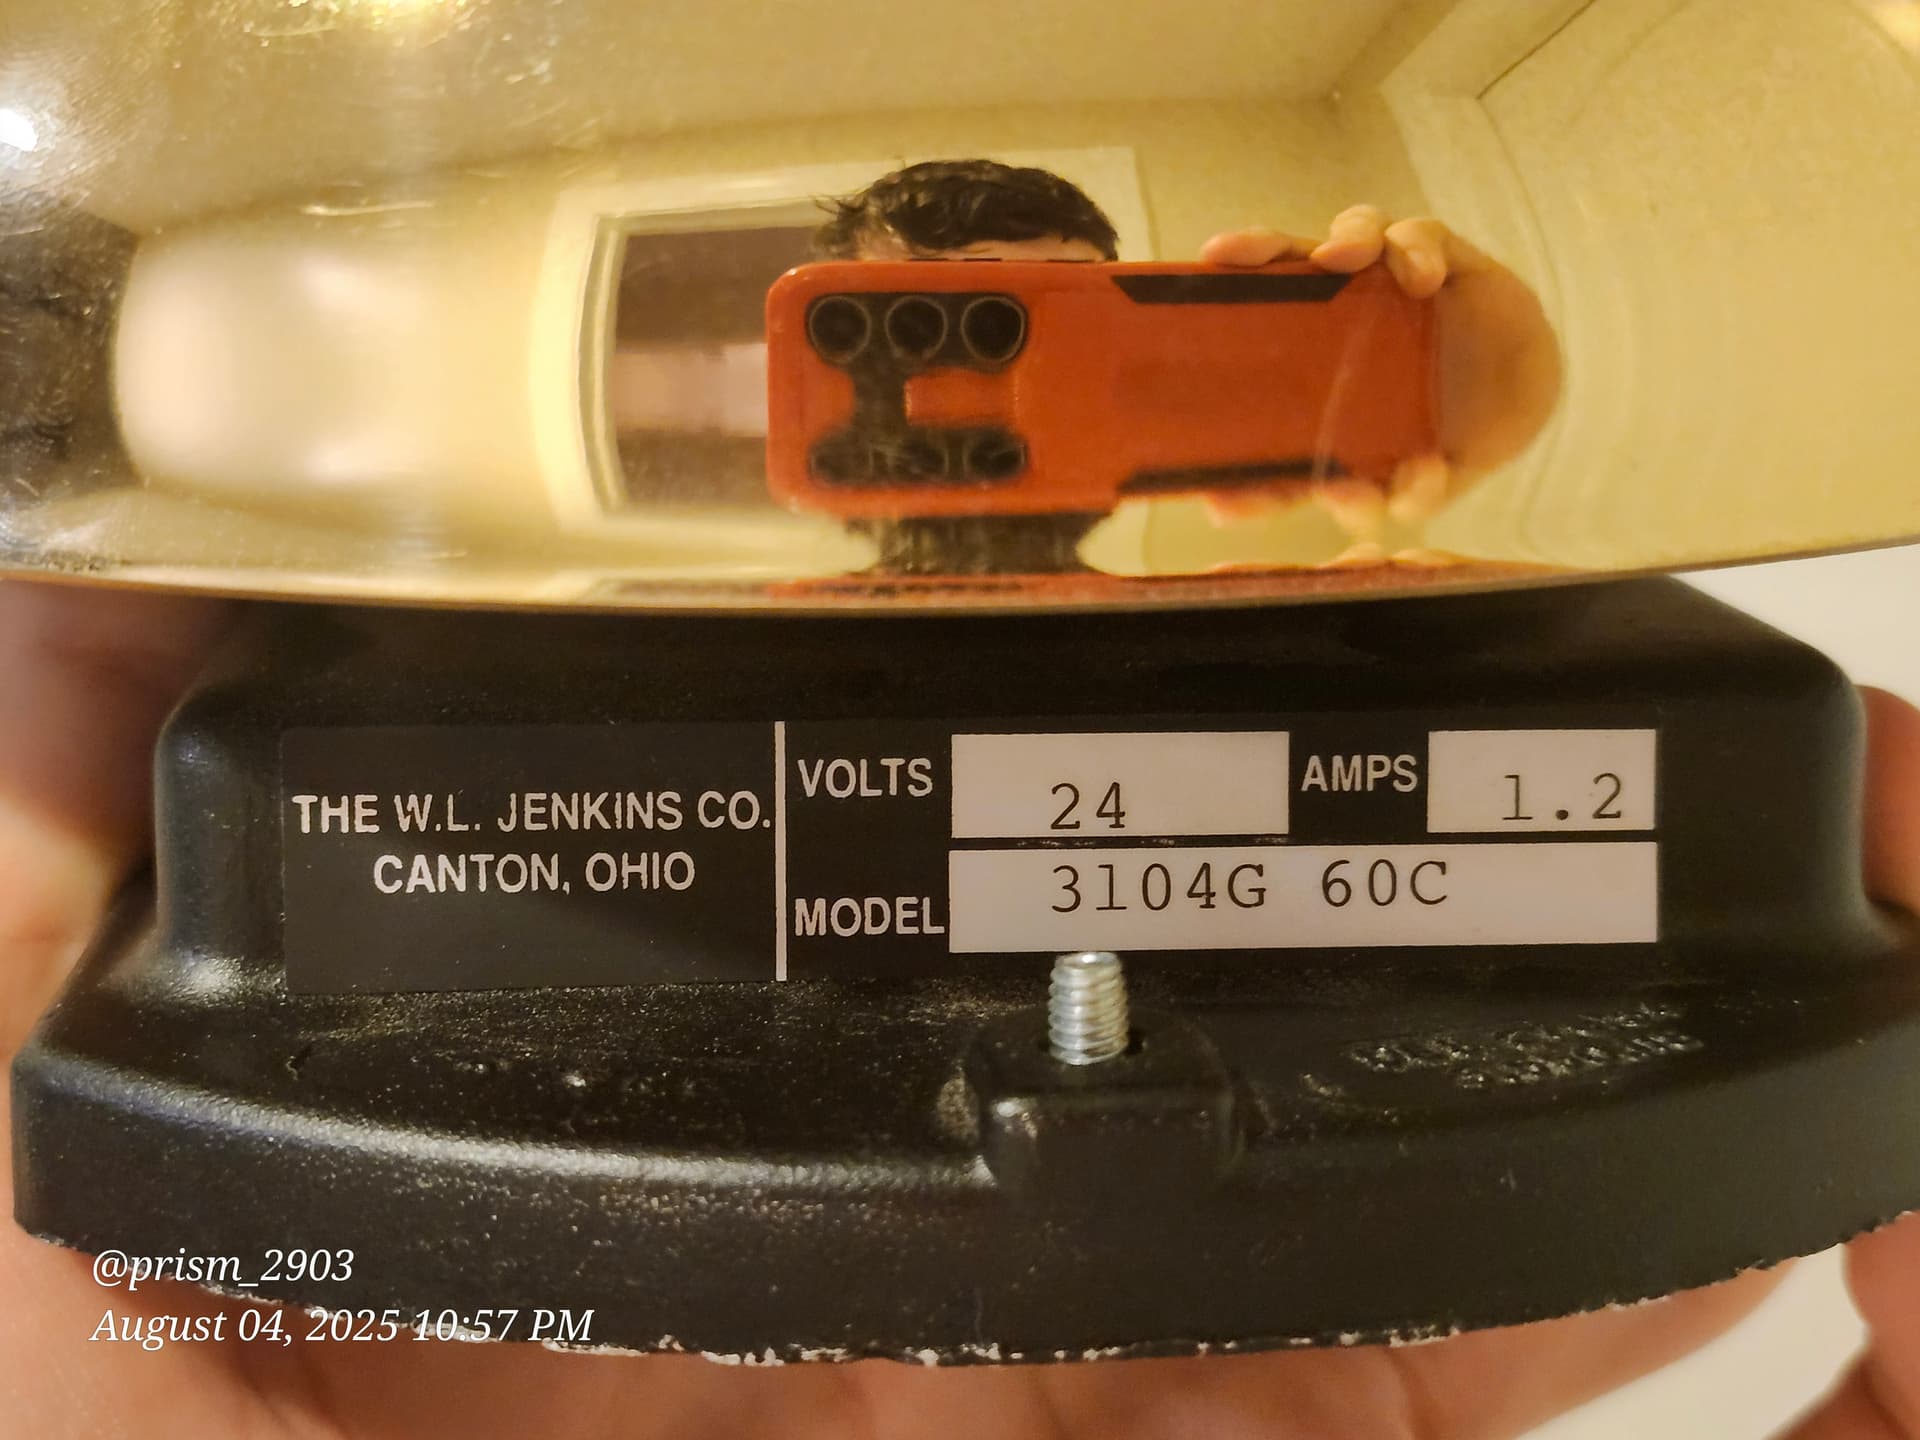 THE W.L. JENKINS CO.
CANTON, OHIO
VOLTS 24 AMPS 1.2
MODEL 3104G 60C
@prism_2903
August 04, 2025 10:57 PM